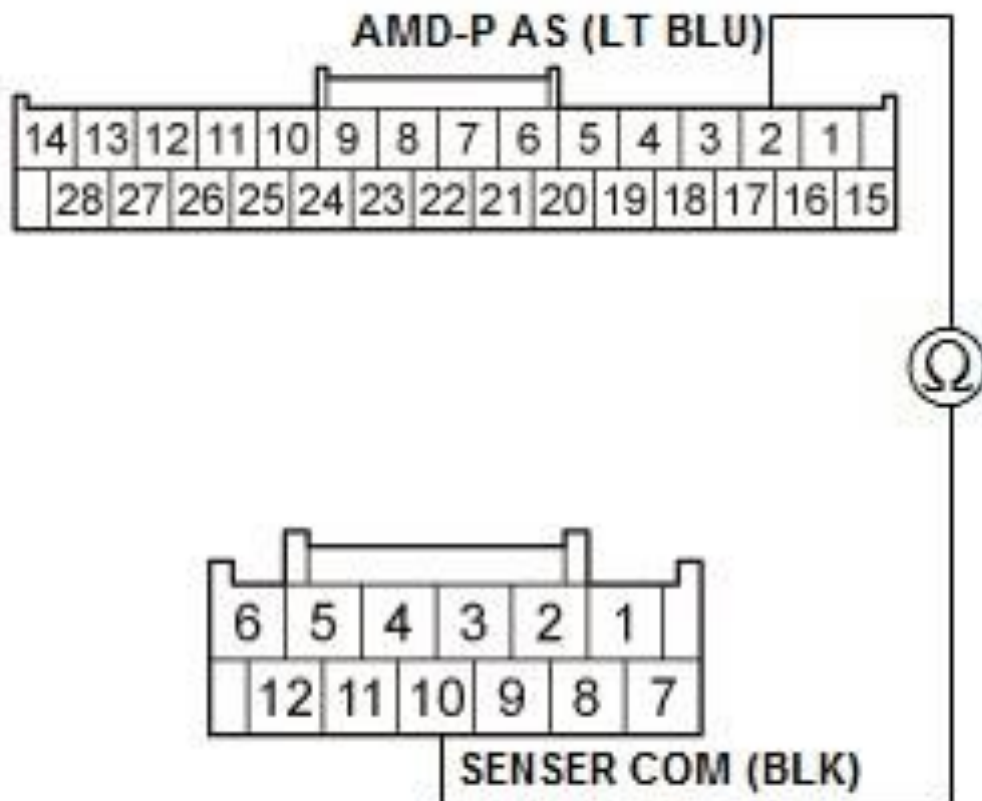 AMD-P AS (LT BLU)
14 13 12 11 10 9 8 7 6 5 4 3 2 1
28 27 26 25 24 23 22 21 20 19 18 17 16 15
Ω
6 5 4 3 2 1
12 11 10 9 8 7
SENSER COM (BLK)